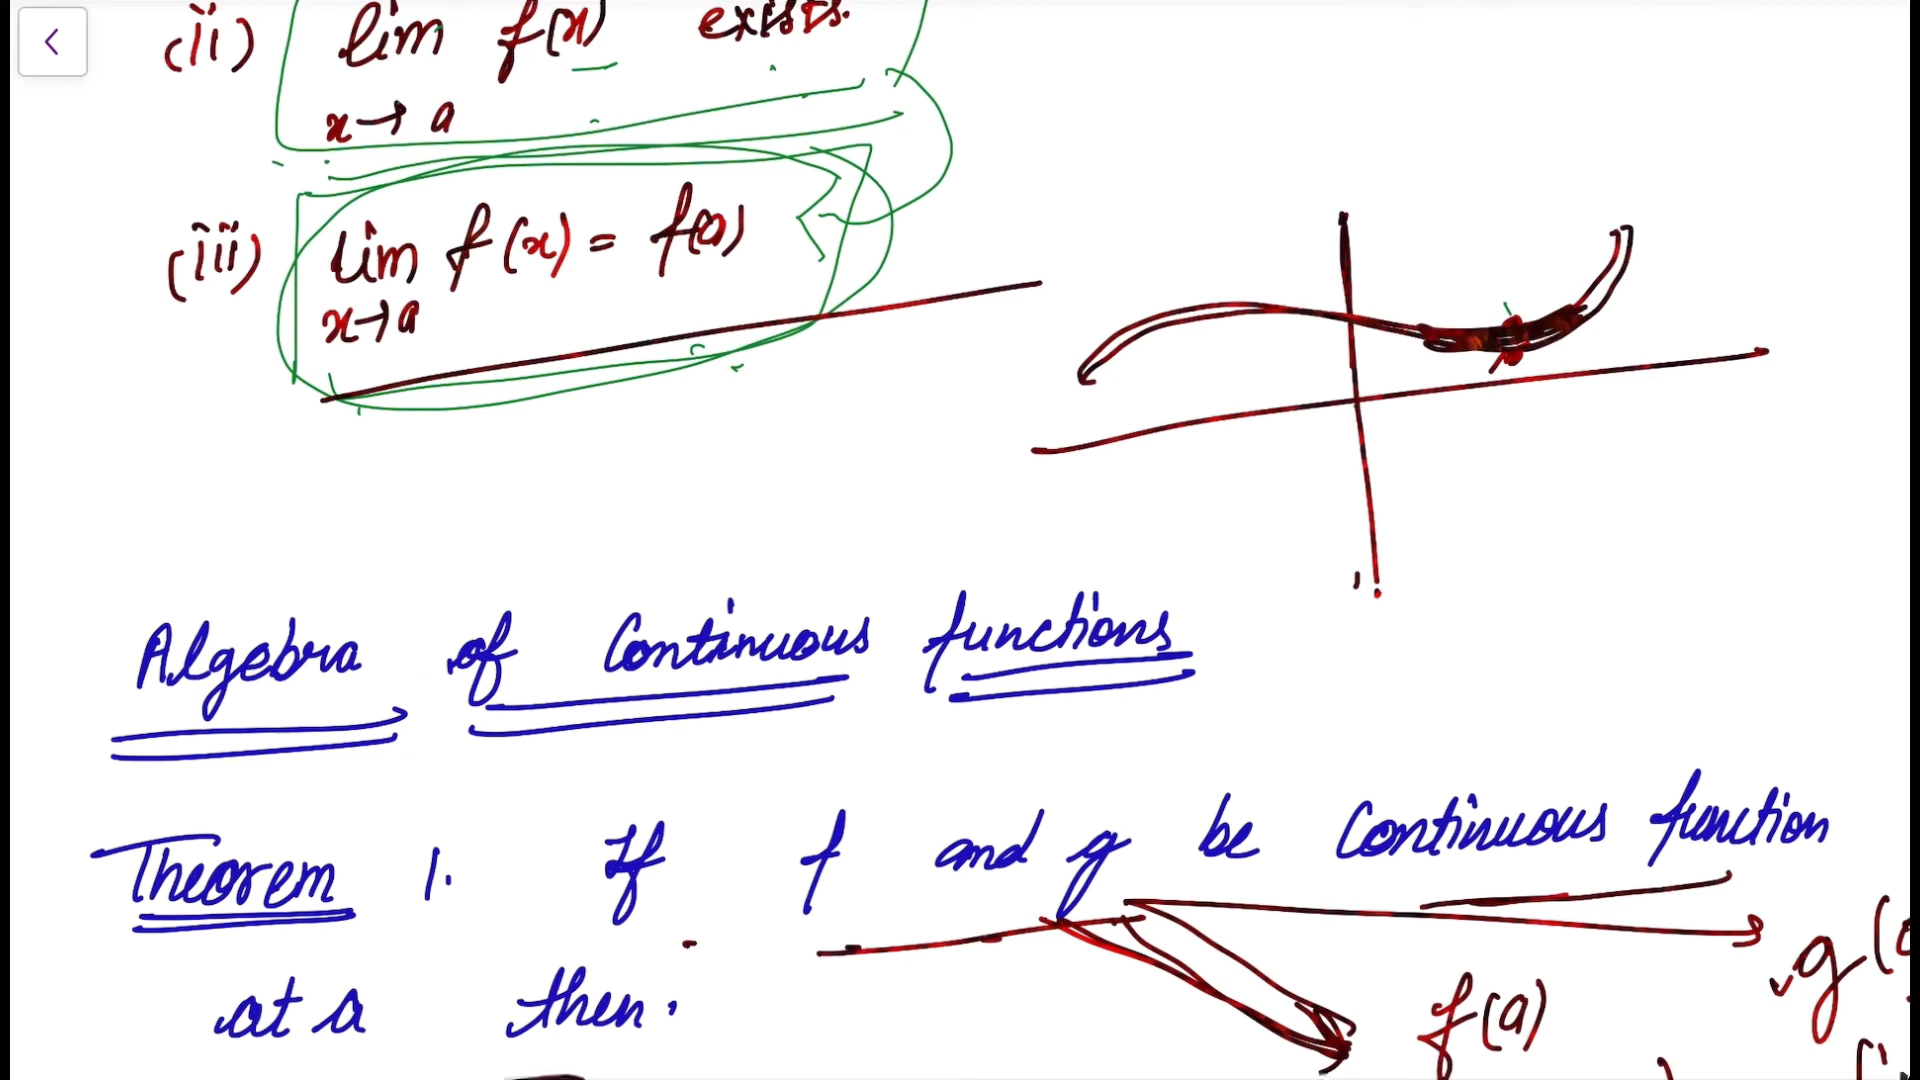 (ii) lim f(x) exists.
x→a
(iii) lim f(x) = f(a)
x→a
Algebra of Continuous functions
Theorem 1. If f and g be Continuous function
at a then.
f(a)
g(